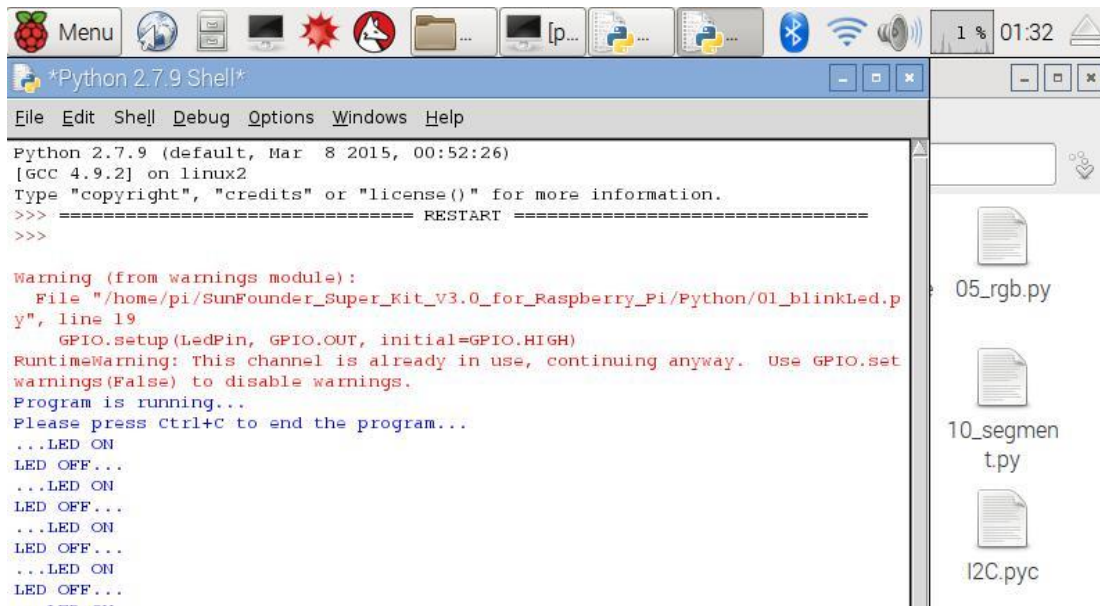 Menu
...
[p...
...
...
1 %
01:32
*Python 2.7.9 Shell*
File Edit Shell Debug Options Windows Help
Python 2.7.9 (default, Mar  8 2015, 00:52:26)
[GCC 4.9.2] on linux2
Type "copyright", "credits" or "license()" for more information.
>>> ================================ RESTART ================================
>>>
Warning (from warnings module):
  File "/home/pi/SunFounder_Super_Kit_V3.0_for_Raspberry_Pi/Python/01_blinkLed.p
y", line 19
    GPIO.setup(LedPin, GPIO.OUT, initial=GPIO.HIGH)
RuntimeWarning: This channel is already in use, continuing anyway.  Use GPIO.set
warnings(False) to disable warnings.
Program is running...
Please press Ctrl+C to end the program...
...LED ON
LED OFF...
...LED ON
LED OFF...
...LED ON
LED OFF...
...LED ON
LED OFF...
05_rgb.py
10_segmen
t.py
I2C.pyc